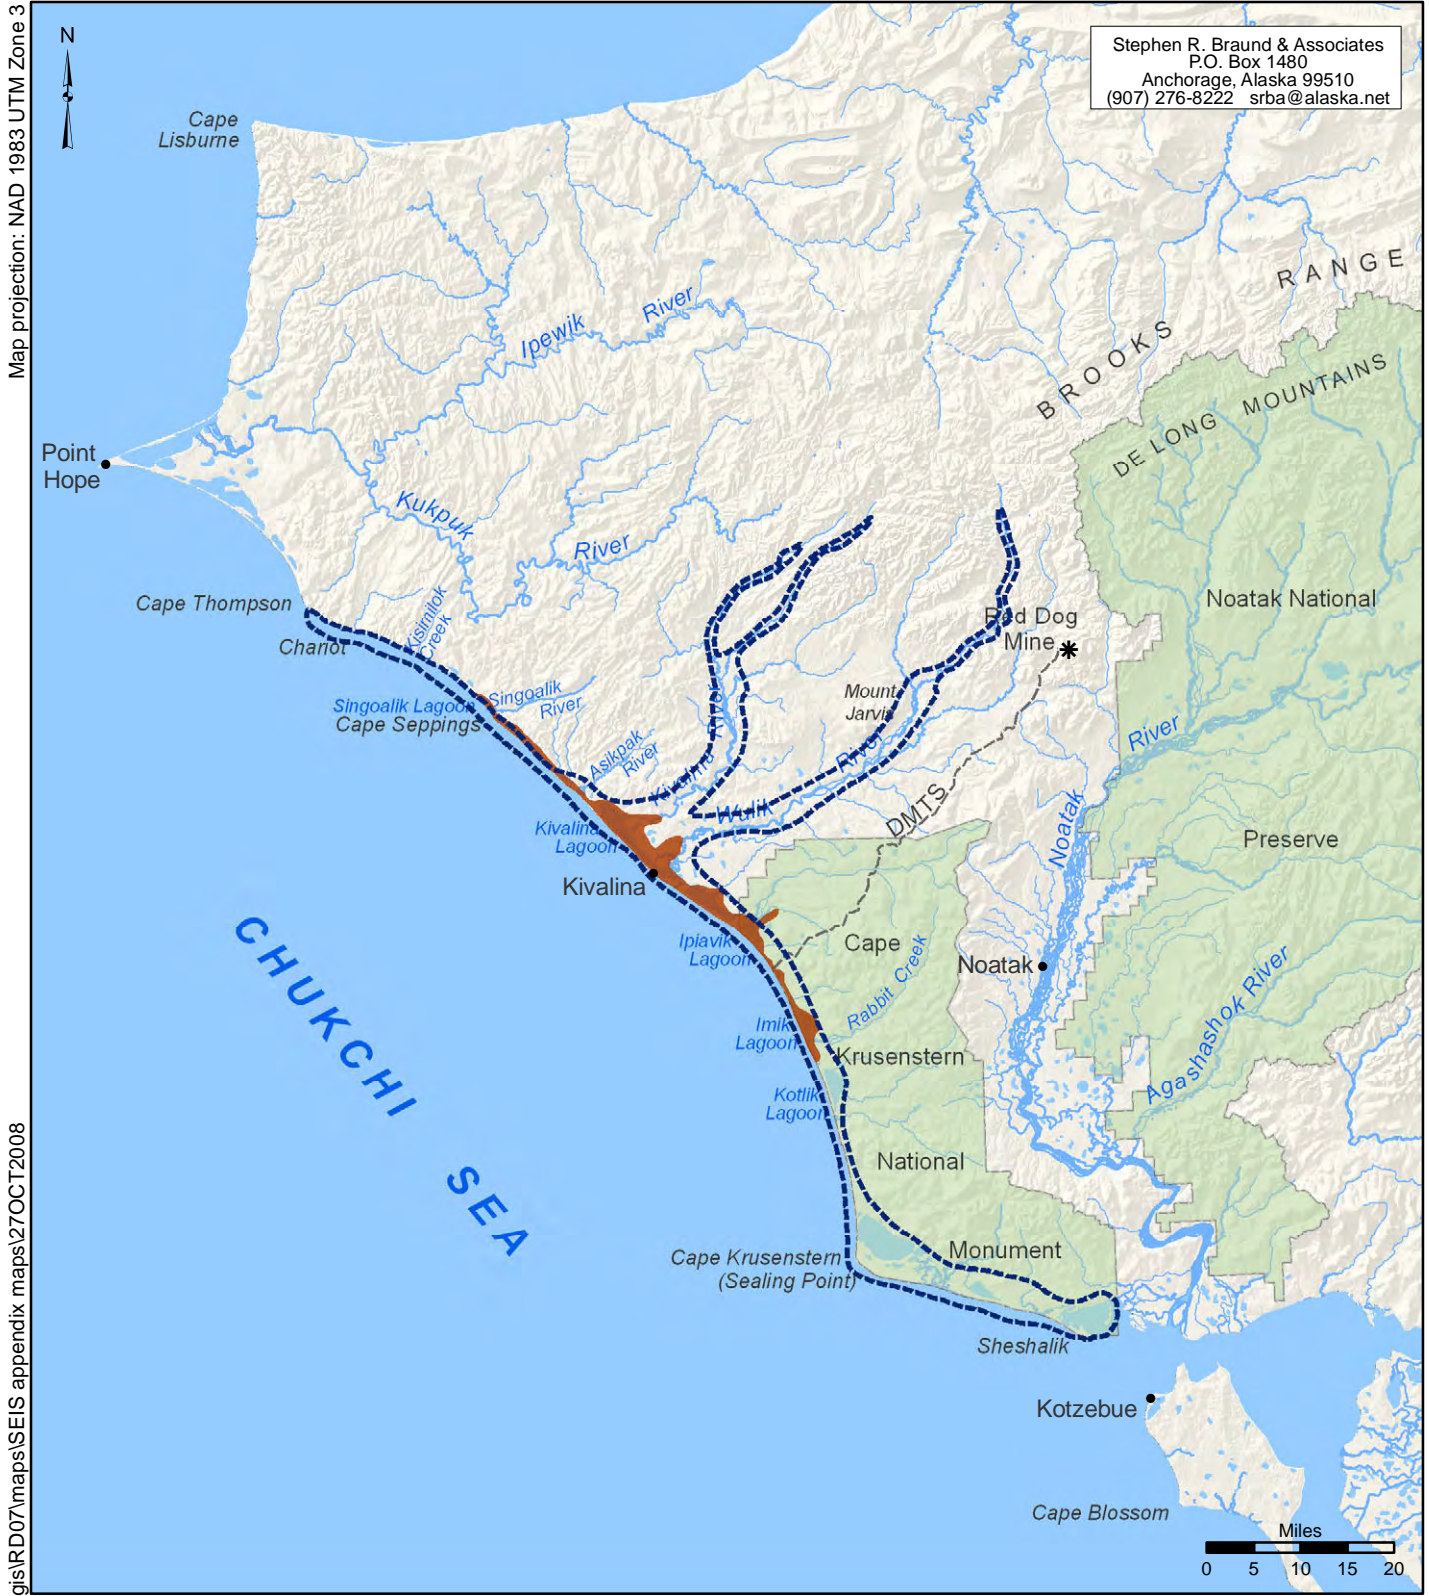 Map projection: NAD 1983 UTM Zone 3
gis\RD07\maps\SEIS appendix maps\27OCT2008
N
Stephen R. Braund & Associates
P.O. Box 1480
Anchorage, Alaska 99510
(907) 276-8222 srba@alaska.net
Cape
Lisburne
RANGE
BROOKS
DE LONG MOUNTAINS
Ipewik River
Point
Hope
Kukpuk
River
Cape Thompson
Kisimilok
Creek
Chariot
Red Dog
Mine
Noatak National
Singoalik Lagoon
Singoalik
River
Cape Seppings
Mount
Jarvis
Asikpak
River
Kivalina River
Wulik
River
River
DMTS
Noatak
Preserve
Kivalina
Lagoon
Kivalina
Ipiavik
Lagoon
Cape
Rabbit Creek
Noatak
Agashashok River
Imik
Lagoon
Krusenstern
Kotlik
Lagoon
National
CHUKCHI
SEA
Monument
Cape Krusenstern
(Sealing Point)
Sheshalik
Kotzebue
Cape Blossom
Miles
0 5 10 15 20